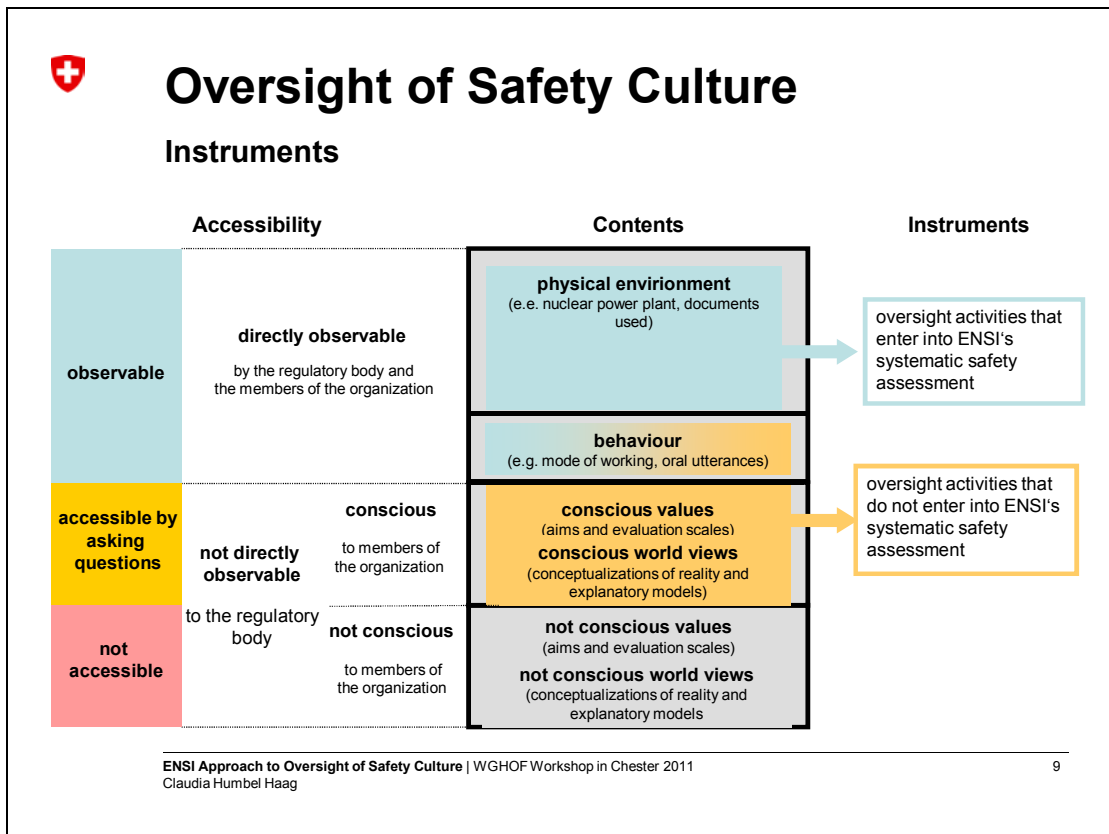 Oversight of Safety Culture
Instruments
Accessibility
Contents
Instruments
observable
directly observable
by the regulatory body and
the members of the organization
physical envirionment
(e.e. nuclear power plant, documents
used)
oversight activities that
enter into ENSI‘s
systematic safety
assessment
behaviour
(e.g. mode of working, oral utterances)
accessible by
asking
questions
not directly
observable
to the regulatory
body
conscious
to members of
the organization
conscious values
(aims and evaluation scales)
conscious world views
(conceptualizations of reality and
explanatory models)
oversight activities that
do not enter into ENSI‘s
systematic safety
assessment
not
accessible
not conscious
to members of
the organization
not conscious values
(aims and evaluation scales)
not conscious world views
(conceptualizations of reality and
explanatory models
ENSI Approach to Oversight of Safety Culture | WGHOF Workshop in Chester 2011
Claudia Humbel Haag
9